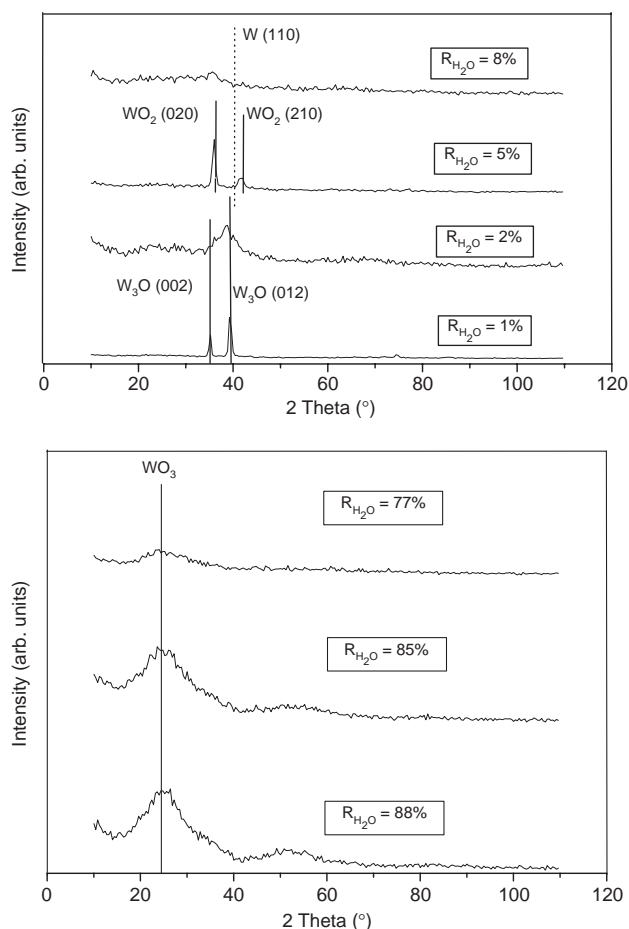 W (110)
R_H₂O = 8%
WO₂ (020)
WO₂ (210)
R_H₂O = 5%
R_H₂O = 2%
W₃O (002)
W₃O (012)
R_H₂O = 1%
Intensity (arb. units)
0 20 40 60 80 100 120
2 Theta (°)
WO₃
R_H₂O = 77%
R_H₂O = 85%
R_H₂O = 88%
Intensity (arb. units)
0 20 40 60 80 100 120
2 Theta (°)